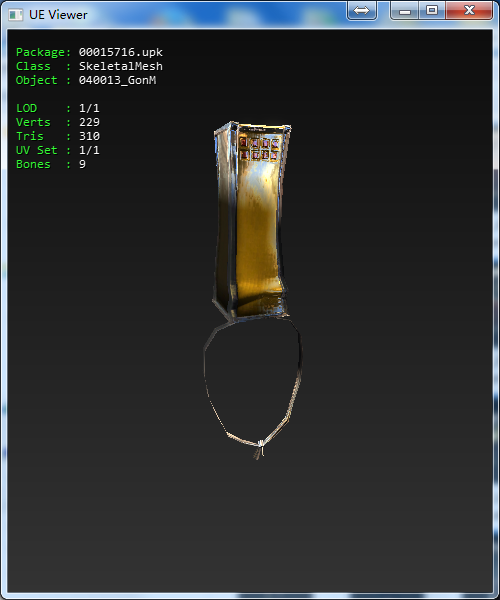 UE Viewer
Package: 00015716.upk
Class : SkeletalMesh
Object : 040013_GonM
LOD : 1/1
Verts : 229
Tris : 310
UV Set : 1/1
Bones : 9